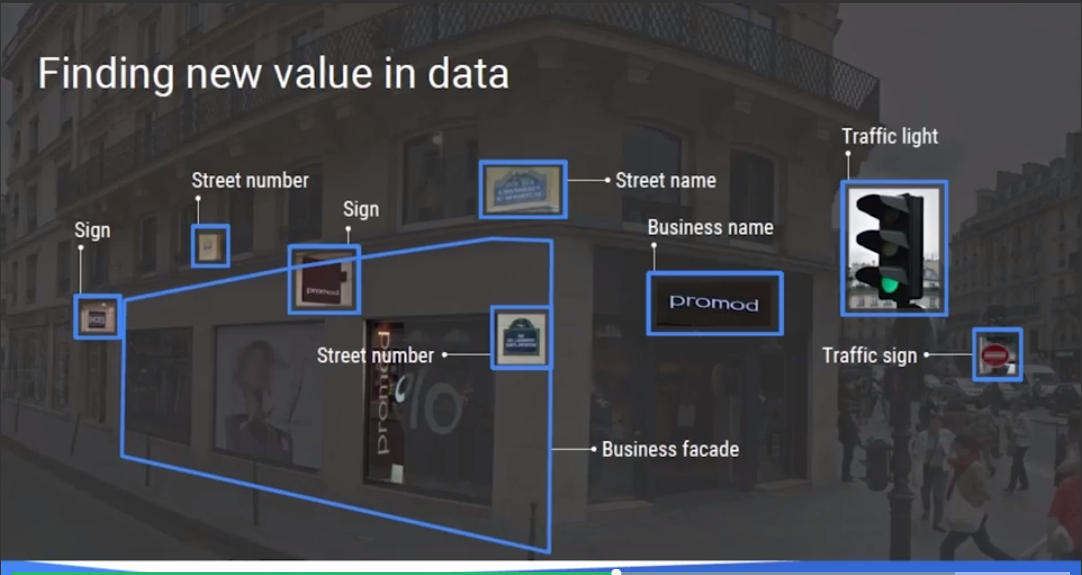 Finding new value in data
Traffic light
Street number
Street name
Sign
Business name
Sign
promod
promod
Street number
Traffic sign
promod
Business facade